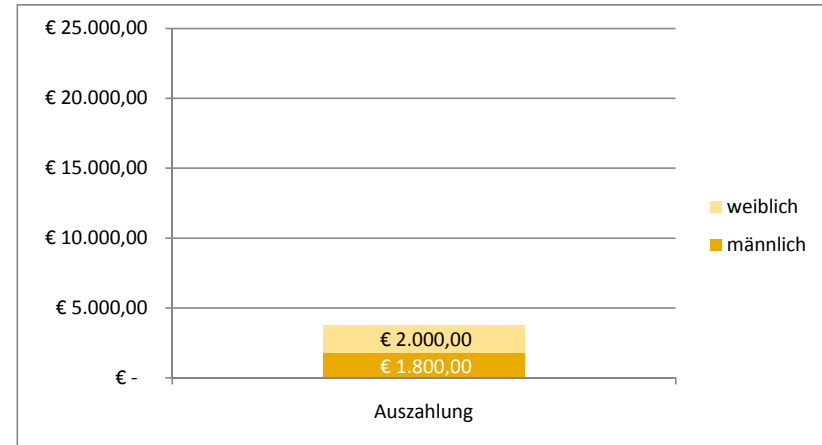 € 25.000,00
€ 20.000,00
€ 15.000,00
€ 10.000,00
€ 5.000,00
€ -
€ 2.000,00
€ 1.800,00
Auszahlung
weiblich
männlich